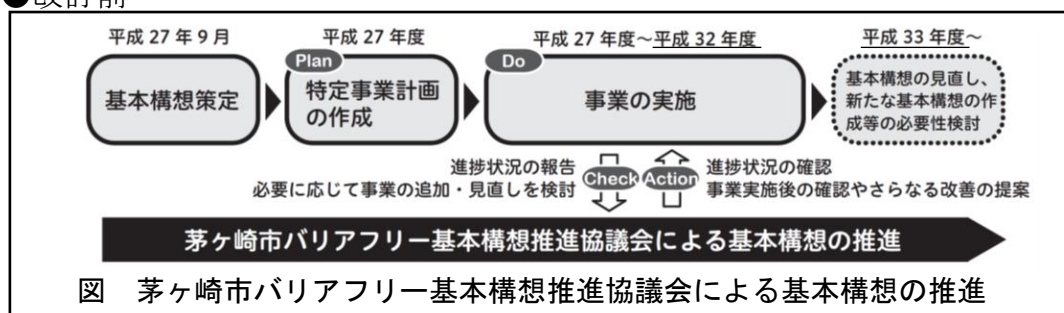 ●改訂前
平成 27 年 9 月
平成 27 年度
平成 27 年度～平成 32 年度
平成 33 年度～
基本構想策定
Plan
特定事業計画
の作成
Do
事業の実施
基本構想の見直し、
新たな基本構想の作
成等の必要性検討
進捗状況の報告
必要に応じて事業の追加・見直しを検討
Check
Action
進捗状況の確認
事業実施後の確認やさらなる改善の提案
茅ヶ崎市バリアフリー基本構想推進協議会による基本構想の推進
図　茅ヶ崎市バリアフリー基本構想推進協議会による基本構想の推進